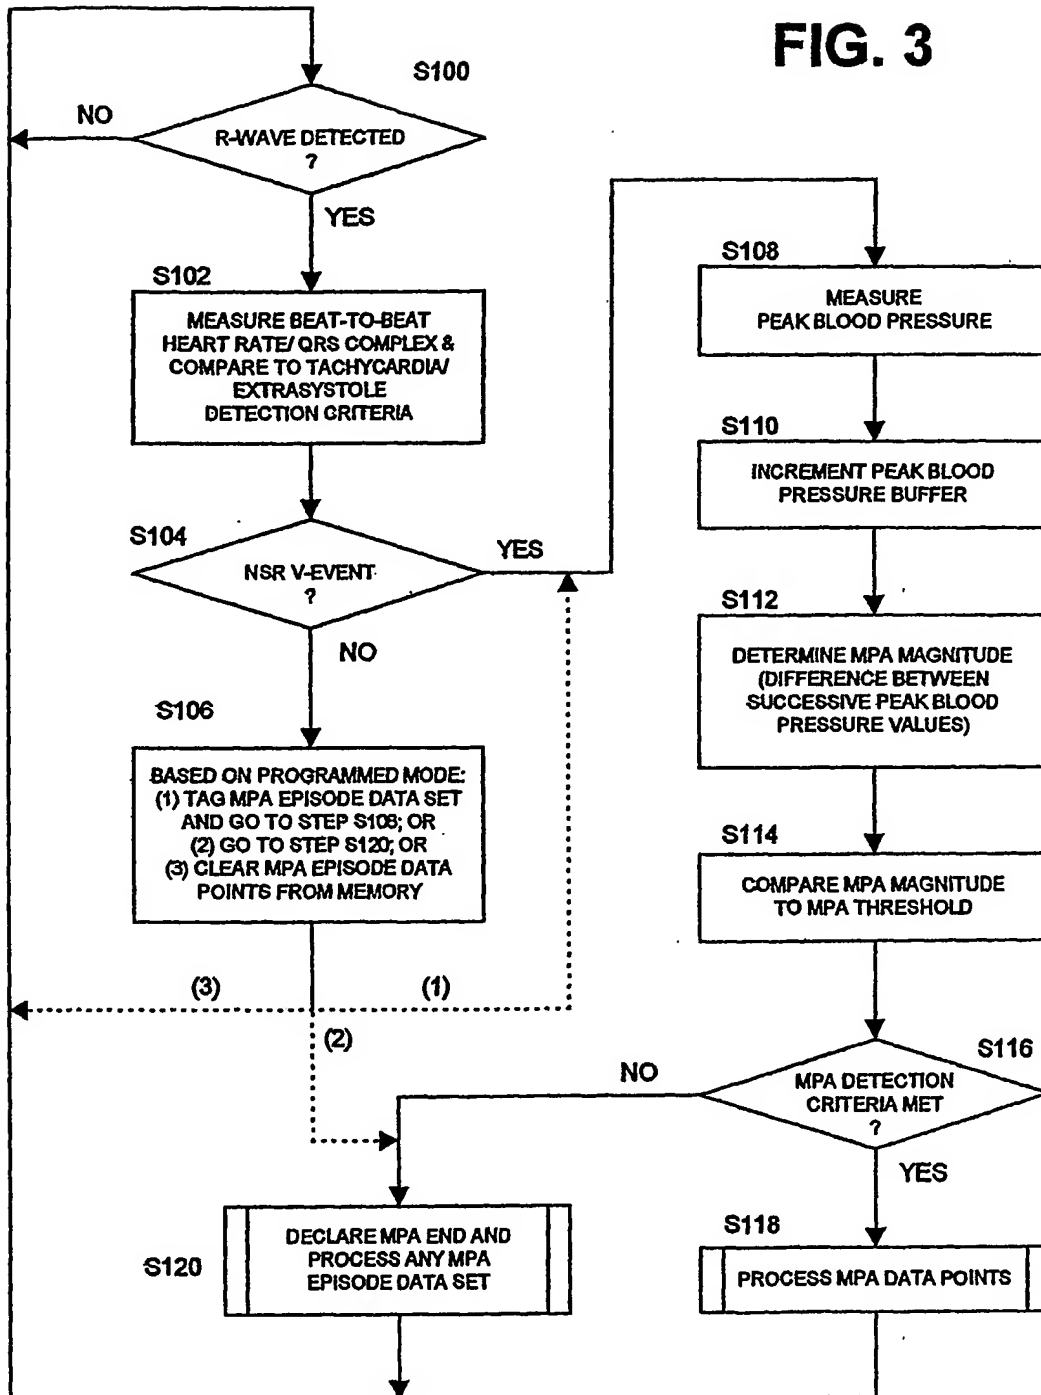 FIG. 3
S100
NO
R-WAVE DETECTED
?
YES
S102
MEASURE BEAT-TO-BEAT
HEART RATE/ QRS COMPLEX &
COMPARE TO TACHYCARDIA/
EXTRASYSTOLE
DETECTION CRITERIA
S104
NSR V-EVENT
?
YES
NO
S106
BASED ON PROGRAMMED MODE:
(1) TAG MPA EPISODE DATA SET
AND GO TO STEP S108; OR
(2) GO TO STEP S120; OR
(3) CLEAR MPA EPISODE DATA
POINTS FROM MEMORY
(3)
(1)
(2)
S108
MEASURE
PEAK BLOOD PRESSURE
S110
INCREMENT PEAK BLOOD
PRESSURE BUFFER
S112
DETERMINE MPA MAGNITUDE
(DIFFERENCE BETWEEN
SUCCESSIVE PEAK BLOOD
PRESSURE VALUES)
S114
COMPARE MPA MAGNITUDE
TO MPA THRESHOLD
S116
MPA DETECTION
CRITERIA MET
?
NO
YES
S118
PROCESS MPA DATA POINTS
S120
DECLARE MPA END AND
PROCESS ANY MPA
EPISODE DATA SET